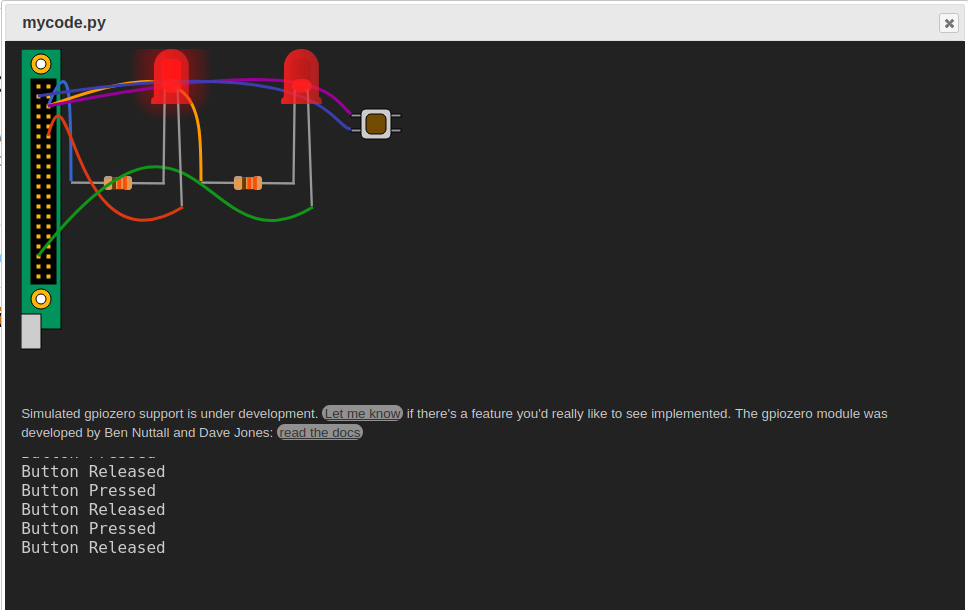 mycode.py
Simulated gpiozero support is under development. Let me know if there's a feature you'd really like to see implemented. The gpiozero module was
developed by Ben Nuttall and Dave Jones: read the docs
Button Pressed
Button Released
Button Pressed
Button Released
Button Pressed
Button Released